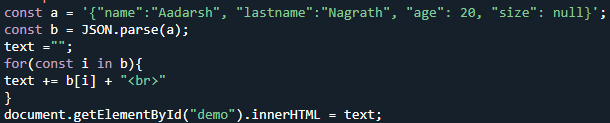 const a = '{"name":"Aadarsh", "lastname":"Nagrath", "age": 20, "size": null}';
const b = JSON.parse(a);
text ="";
for(const i in b){
text += b[i] + "<br>"
}
document.getElementById("demo").innerHTML = text;